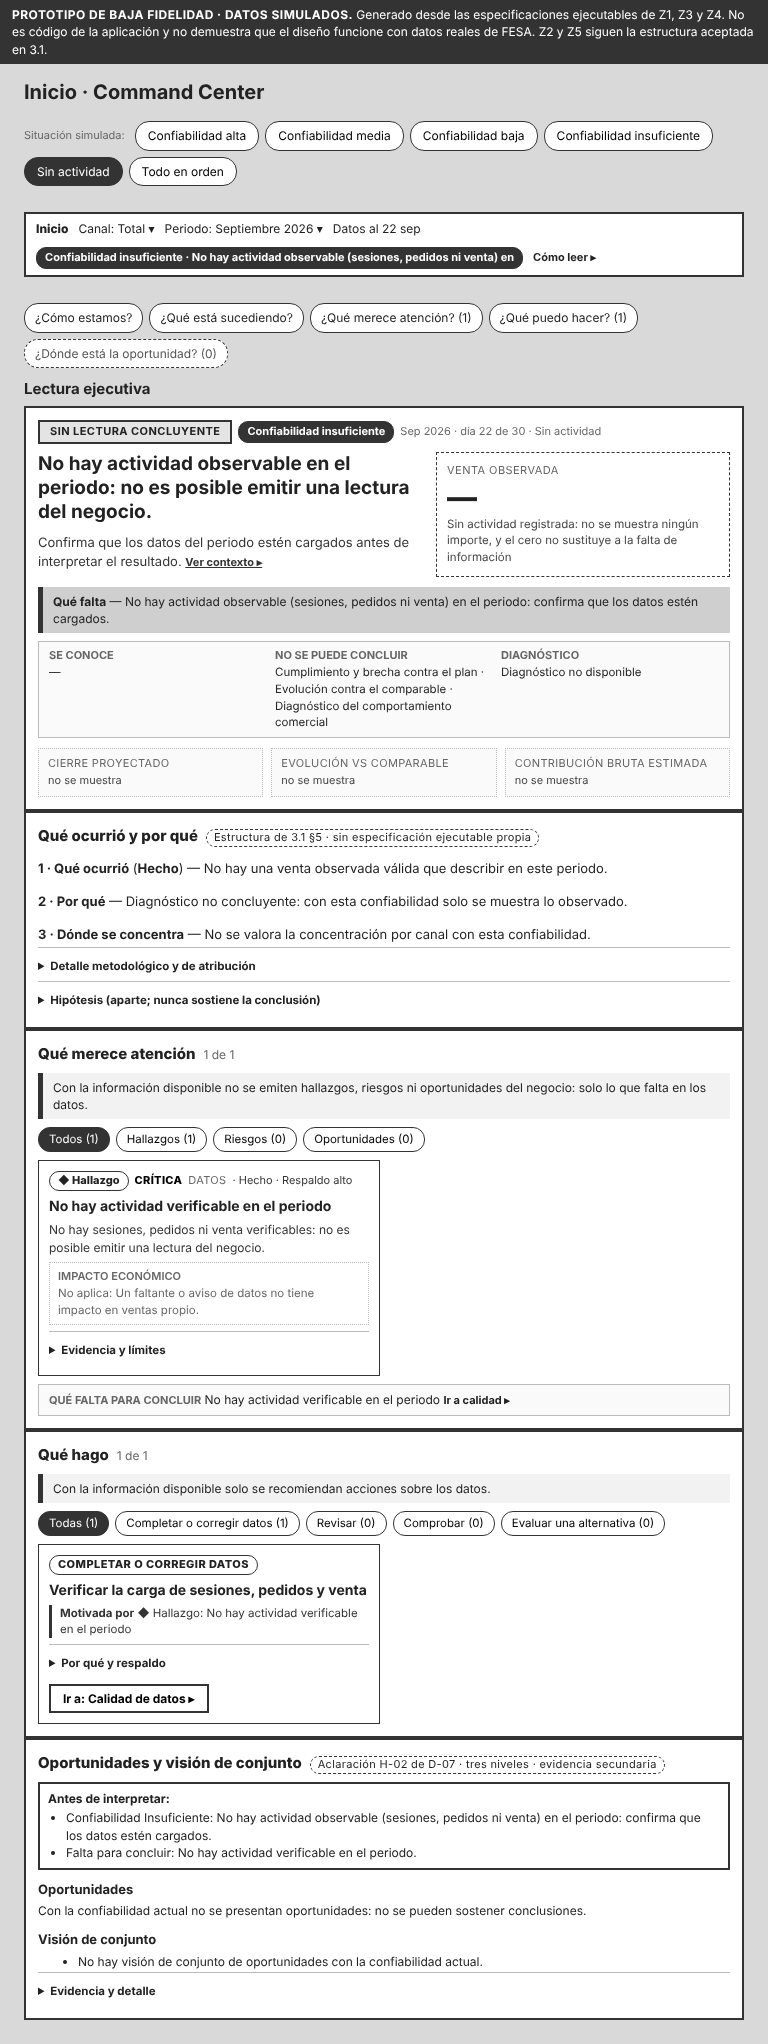 PROTOTIPO DE BAJA FIDELIDAD · DATOS SIMULADOS. Generado desde las especificaciones ejecutables de Z1, Z3 y Z4. No
es código de la aplicación y no demuestra que el diseño funcione con datos reales de FESA. Z2 y Z5 siguen la estructura aceptada
en 3.1.
Inicio · Command Center
Situación simulada: Confiabilidad alta Confiabilidad media Confiabilidad baja Confiabilidad insuficiente
Sin actividad Todo en orden
Inicio Canal: Total ▾ Periodo: Septiembre 2026 ▾ Datos al 22 sep
Confiabilidad insuficiente · No hay actividad observable (sesiones, pedidos ni venta) en Cómo leer ▸
¿Cómo estamos? ¿Qué está sucediendo? ¿Qué merece atención? (1) ¿Qué puedo hacer? (1)
¿Dónde está la oportunidad? (0)
Lectura ejecutiva
SIN LECTURA CONCLUYENTE Confiabilidad insuficiente Sep 2026 · día 22 de 30 · Sin actividad
No hay actividad observable en el
periodo: no es posible emitir una lectura
del negocio.
Confirma que los datos del periodo estén cargados antes de
interpretar el resultado. Ver contexto ▸
VENTA OBSERVADA
—
Sin actividad registrada: no se muestra ningún
importe, y el cero no sustituye a la falta de
información
Qué falta — No hay actividad observable (sesiones, pedidos ni venta) en el periodo: confirma que los datos estén
cargados.
SE CONOCE
—
NO SE PUEDE CONCLUIR
Cumplimiento y brecha contra el plan ·
Evolución contra el comparable ·
Diagnóstico del comportamiento
comercial
DIAGNÓSTICO
Diagnóstico no disponible
CIERRE PROYECTADO
no se muestra
EVOLUCIÓN VS COMPARABLE
no se muestra
CONTRIBUCIÓN BRUTA ESTIMADA
no se muestra
Qué ocurrió y por qué Estructura de 3.1 §5 · sin especificación ejecutable propia
1 · Qué ocurrió (Hecho) — No hay una venta observada válida que describir en este periodo.
2 · Por qué — Diagnóstico no concluyente: con esta confiabilidad solo se muestra lo observado.
3 · Dónde se concentra — No se valora la concentración por canal con esta confiabilidad.
▸ Detalle metodológico y de atribución
▸ Hipótesis (aparte; nunca sostiene la conclusión)
Qué merece atención 1 de 1
Con la información disponible no se emiten hallazgos, riesgos ni oportunidades del negocio: solo lo que falta en los
datos.
Todos (1) Hallazgos (1) Riesgos (0) Oportunidades (0)
◆ Hallazgo CRÍTICA DATOS · Hecho · Respaldo alto
No hay actividad verificable en el periodo
No hay sesiones, pedidos ni venta verificables: no es
posible emitir una lectura del negocio.
IMPACTO ECONÓMICO
No aplica: Un faltante o aviso de datos no tiene
impacto en ventas propio.
▸ Evidencia y límites
QUÉ FALTA PARA CONCLUIR No hay actividad verificable en el periodo Ir a calidad ▸
Qué hago 1 de 1
Con la información disponible solo se recomiendan acciones sobre los datos.
Todas (1) Completar o corregir datos (1) Revisar (0) Comprobar (0) Evaluar una alternativa (0)
COMPLETAR O CORREGIR DATOS
Verificar la carga de sesiones, pedidos y venta
Motivada por ◆ Hallazgo: No hay actividad verificable
en el periodo
▸ Por qué y respaldo
Ir a: Calidad de datos ▸
Oportunidades y visión de conjunto Aclaración H-02 de D-07 · tres niveles · evidencia secundaria
Antes de interpretar:
• Confiabilidad Insuficiente: No hay actividad observable (sesiones, pedidos ni venta) en el periodo: confirma que
los datos estén cargados.
• Falta para concluir: No hay actividad verificable en el periodo.
Oportunidades
Con la confiabilidad actual no se presentan oportunidades: no se pueden sostener conclusiones.
Visión de conjunto
• No hay visión de conjunto de oportunidades con la confiabilidad actual.
▸ Evidencia y detalle